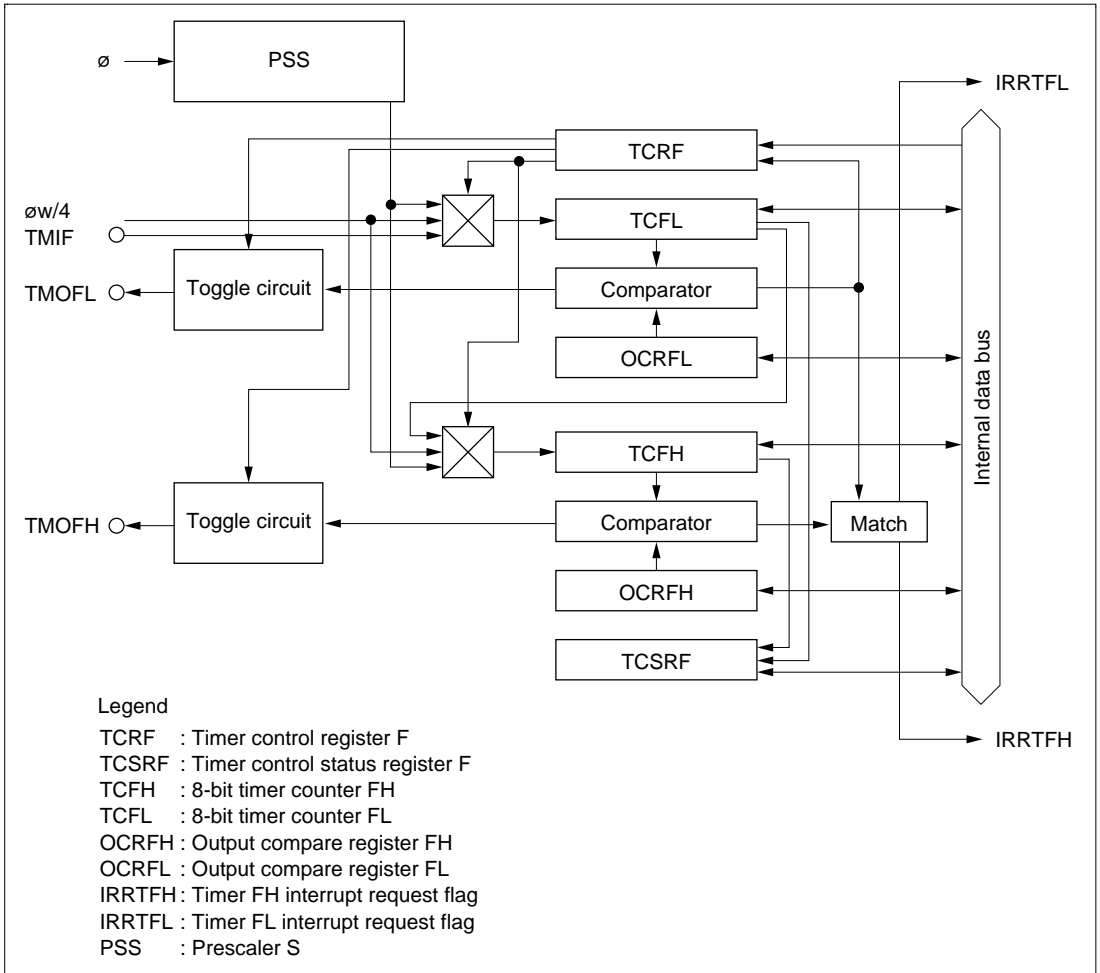 ø
PSS
IRRTFL
TCRF
øw/4
TMIF
TCFL
TMOFL
Toggle circuit
Comparator
OCRFL
Internal data bus
TCFH
TMOFH
Toggle circuit
Comparator
Match
OCRFH
TCSRF
IRRTFH
Legend
TCRF : Timer control register F
TCSRF : Timer control status register F
TCFH : 8-bit timer counter FH
TCFL : 8-bit timer counter FL
OCRFH : Output compare register FH
OCRFL : Output compare register FL
IRRTFH : Timer FH interrupt request flag
IRRTFL : Timer FL interrupt request flag
PSS : Prescaler S